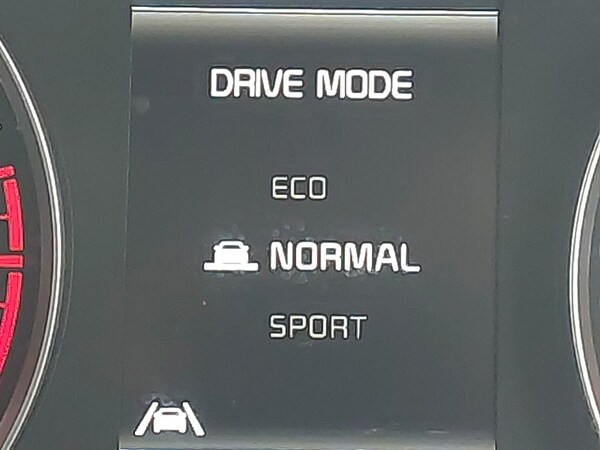 DRIVE MODE
ECO
NORMAL
SPORT